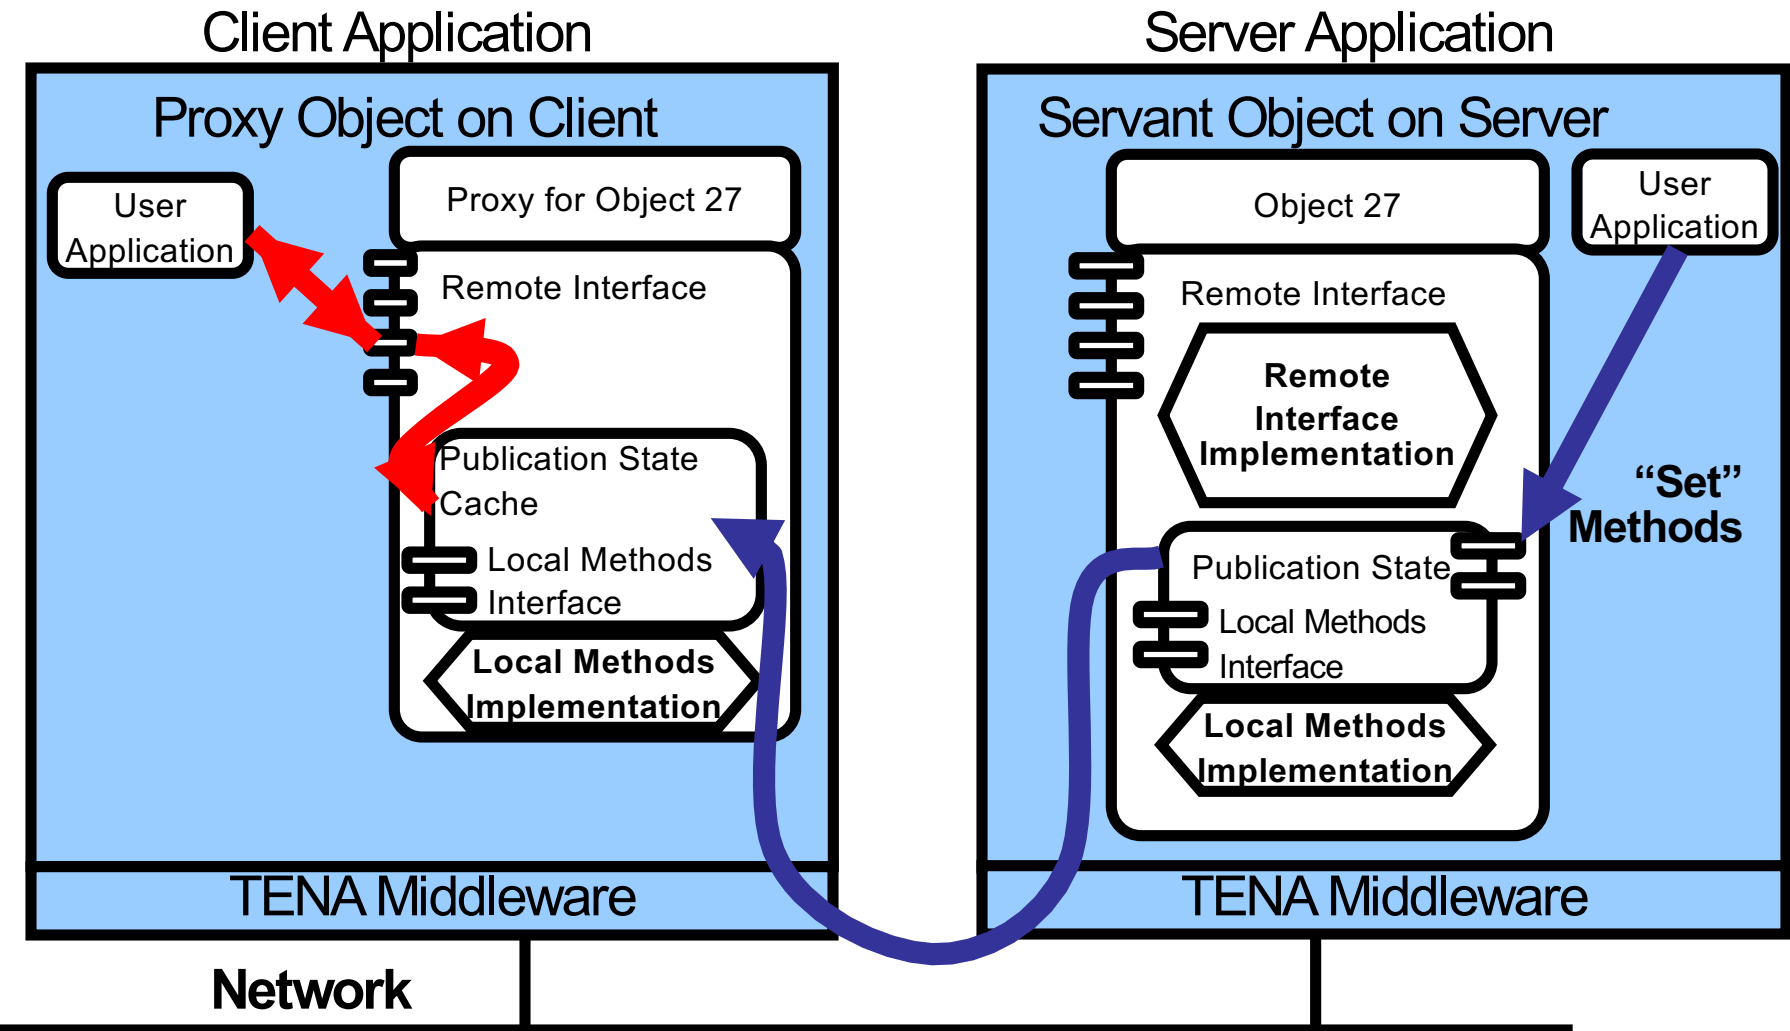 Client Application
Proxy Object on Client
User
Application
Proxy for Object 27
Remote Interface
Publication State
Cache
Local Methods
Interface
Local Methods
Implementation
TENA Middleware
Network
Server Application
Servant Object on Server
Object 27
User
Application
Remote Interface
Remote
Interface
Implementation
“Set”
Methods
Publication State
Local Methods
Interface
Local Methods
Implementation
TENA Middleware